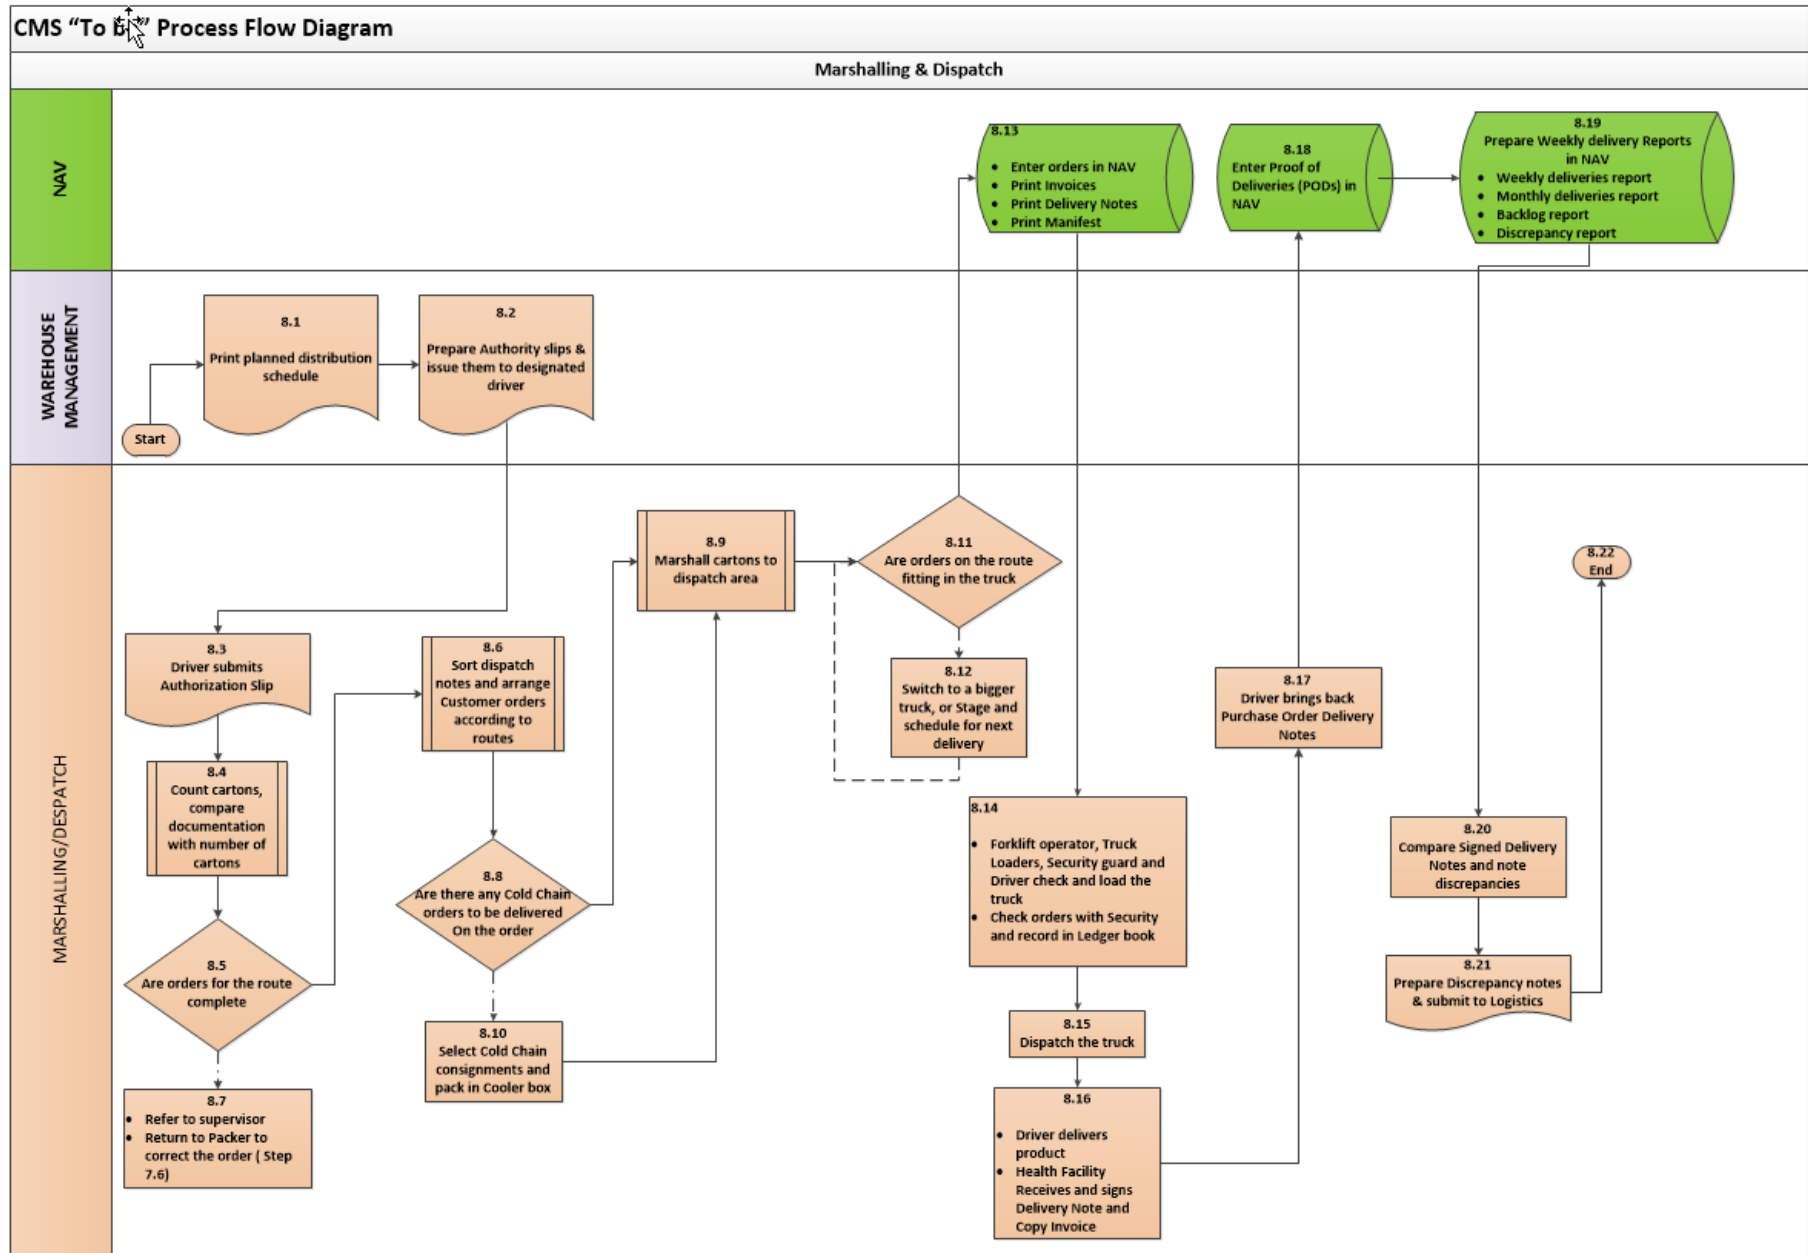 CMS “To be” Process Flow Diagram
Marshalling & Dispatch
NAV
8.13
• Enter orders in NAV
• Print Invoices
• Print Delivery Notes
• Print Manifest
8.18
Enter Proof of
Deliveries (PODs) in
NAV
8.19
Prepare Weekly delivery Reports
in NAV
• Weekly deliveries report
• Monthly deliveries report
• Backlog report
• Discrepancy report
WAREHOUSE
MANAGEMENT
Start
8.1
Print planned distribution
schedule
8.2
Prepare Authority slips &
issue them to designated
driver
MARSHALLING/DESPATCH
8.3
Driver submits
Authorization Slip
8.4
Count cartons,
compare
documentation
with number of
cartons
8.5
Are orders for the route
complete
8.7
• Refer to supervisor
• Return to Packer to
correct the order ( Step
7.6)
8.6
Sort dispatch
notes and arrange
Customer orders
according to
routes
8.8
Are there any Cold Chain
orders to be delivered
On the order
8.10
Select Cold Chain
consignments and
pack in Cooler box
8.9
Marshall cartons to
dispatch area
8.11
Are orders on the route
fitting in the truck
8.12
Switch to a bigger
truck, or Stage and
schedule for next
delivery
8.14
• Forklift operator, Truck
Loaders, Security guard and
Driver check and load the
truck
• Check orders with Security
and record in Ledger book
8.15
Dispatch the truck
8.16
• Driver delivers
product
• Health Facility
Receives and signs
Delivery Note and
Copy Invoice
8.17
Driver brings back
Purchase Order Delivery
Notes
8.20
Compare Signed Delivery
Notes and note
discrepancies
8.21
Prepare Discrepancy notes
& submit to Logistics
8.22
End